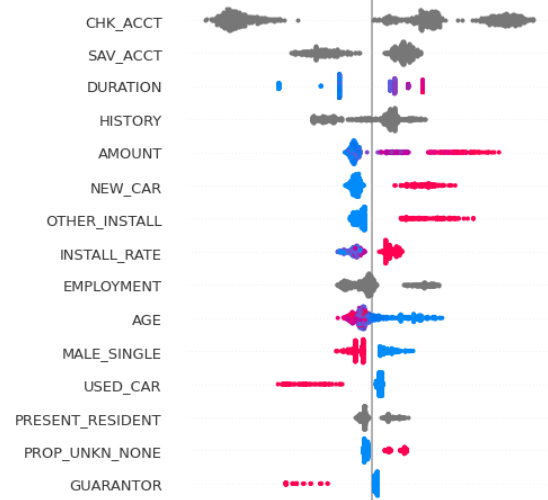 CHK_ACCT
SAV_ACCT
DURATION
HISTORY
AMOUNT
NEW_CAR
OTHER_INSTALL
INSTALL_RATE
EMPLOYMENT
AGE
MALE_SINGLE
USED_CAR
PRESENT_RESIDENT
PROP_UNKN_NONE
GUARANTOR